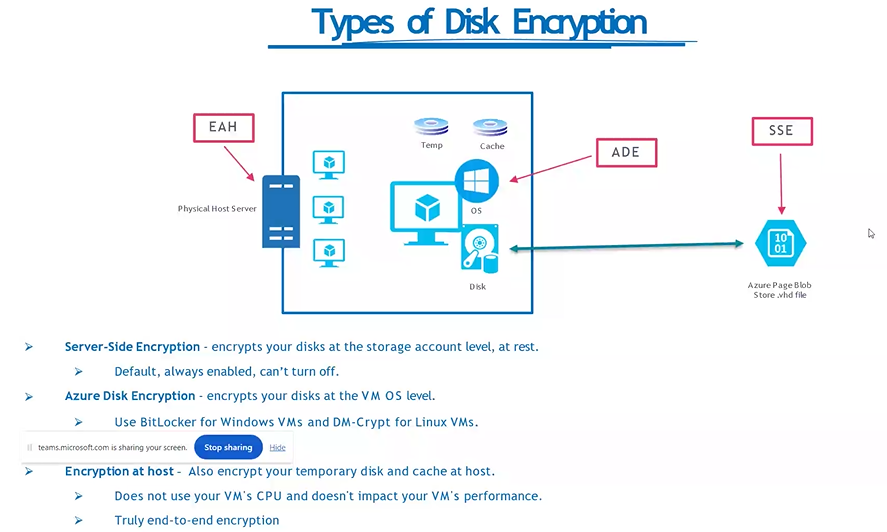 Types of Disk Encryption
EAH
Temp
Cache
ADE
SSE
Physical Host Server
OS
Disk
10
01
Azure Page Blob
Store .vhd file
Server-Side Encryption - encrypts your disks at the storage account level, at rest.
Default, always enabled, can't turn off.
Azure Disk Encryption - encrypts your disks at the VM OS level.
Use BitLocker for Windows VMs and DM-Crypt for Linux VMs.
teams.microsoft.com is sharing your screen. Stop sharing Hide
Encryption at host - Also encrypt your temporary disk and cache at host.
Does not use your VM's CPU and doesn't impact your VM's performance.
Truly end-to-end encryption